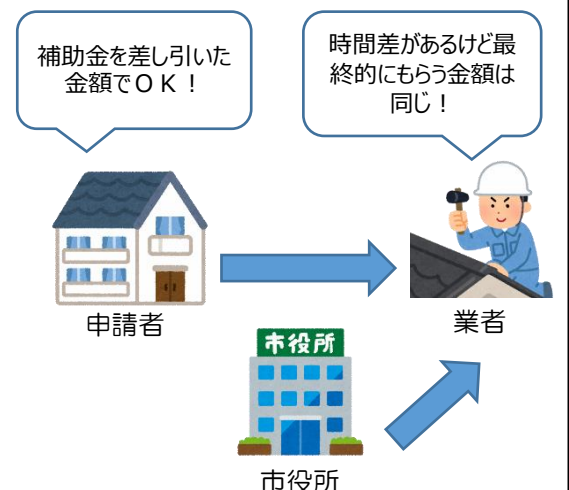 補助金を差し引いた
金額でＯＫ！
時間差があるけど最
終的にもらう金額は
同じ！
申請者
業者
市役所
市役所